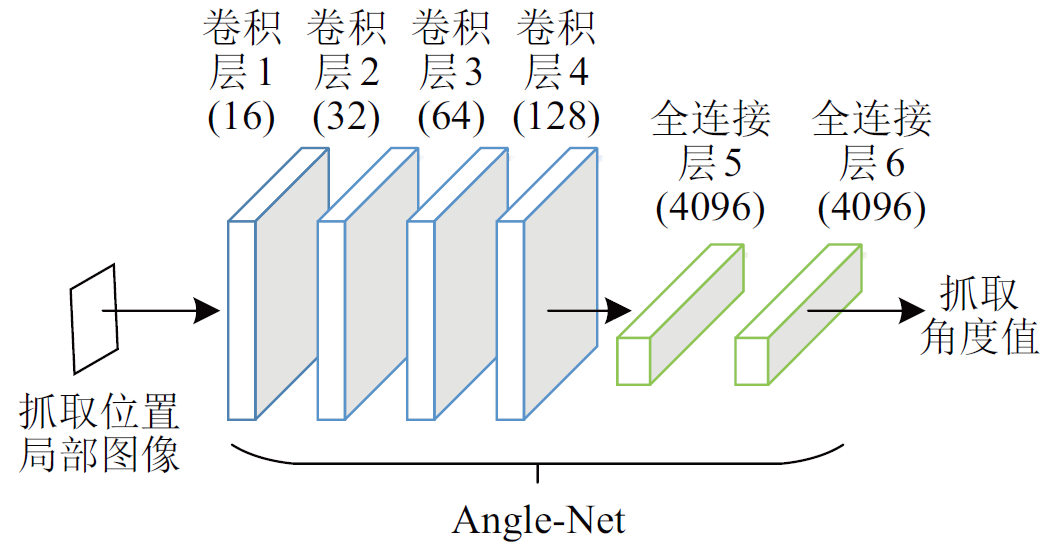 卷积
层1
(16)
卷积
层2
(32)
卷积
层3
(64)
卷积
层4
(128)
全连接
层5
(4096)
全连接
层6
(4096)
抓取位置
局部图像
抓取
角度值
Angle-Net